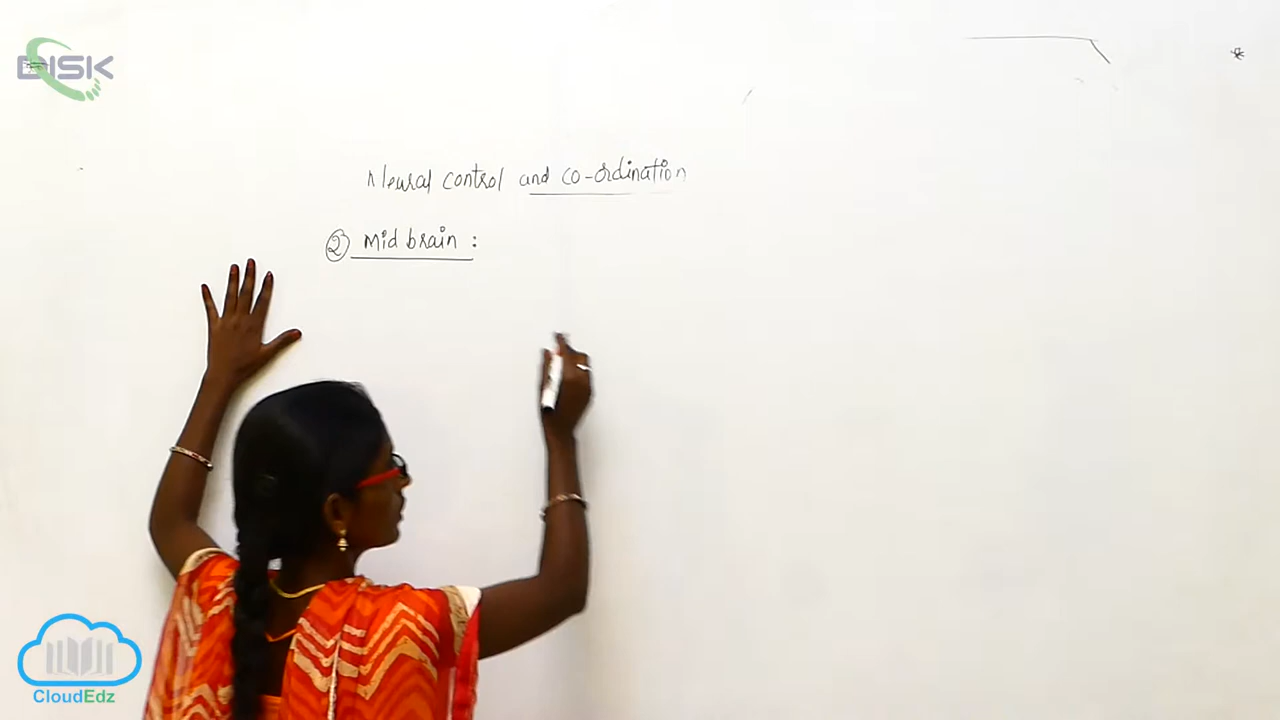 DISK
Neural control and co-ordination
② Mid brain :
CloudEdz